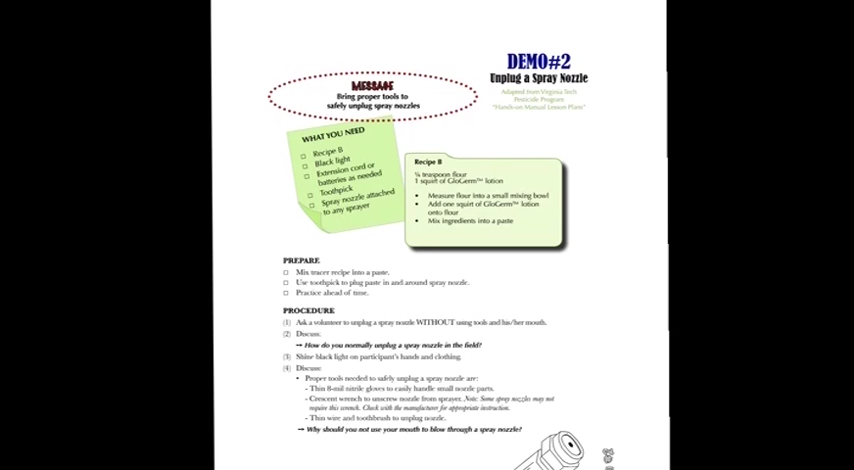 DEMO#2
Unplug a Spray Nozzle
Adapted from Virginia Tech
Pesticide Program
"Hands-on Manual Lesson Plans"
MESSAGE
Bring proper tools to
safely unplug spray nozzles
WHAT YOU NEED
□ Recipe B
□ Black light
□ Extension cord or
batteries as needed
□ Toothpick
□ Spray nozzle attached
to any sprayer
Recipe B
¼ teaspoon flour
1 squirt of GloGerm™ lotion
• Measure flour into a small mixing bowl
• Add one squirt of GloGerm™ lotion
onto flour
• Mix ingredients into a paste
PREPARE
□ Mix tracer recipe into a paste.
□ Use toothpick to plug paste in and around spray nozzle.
□ Practice ahead of time.
PROCEDURE
(1) Ask a volunteer to unplug a spray nozzle WITHOUT using tools and his/her mouth.
(2) Discuss:
→ How do you normally unplug a spray nozzle in the field?
(3) Shine black light on participant's hands and clothing.
(4) Discuss:
• Proper tools needed to safely unplug a spray nozzle are:
- Thin 8-mil nitrile gloves to easily handle small nozzle parts.
- Crescent wrench to unscrew nozzle from sprayer. Note: Some spray nozzles may not
require this wrench. Check with the manufacturer for appropriate instruction.
- Thin wire and toothbrush to unplug nozzle.
→ Why should you not use your mouth to blow through a spray nozzle?